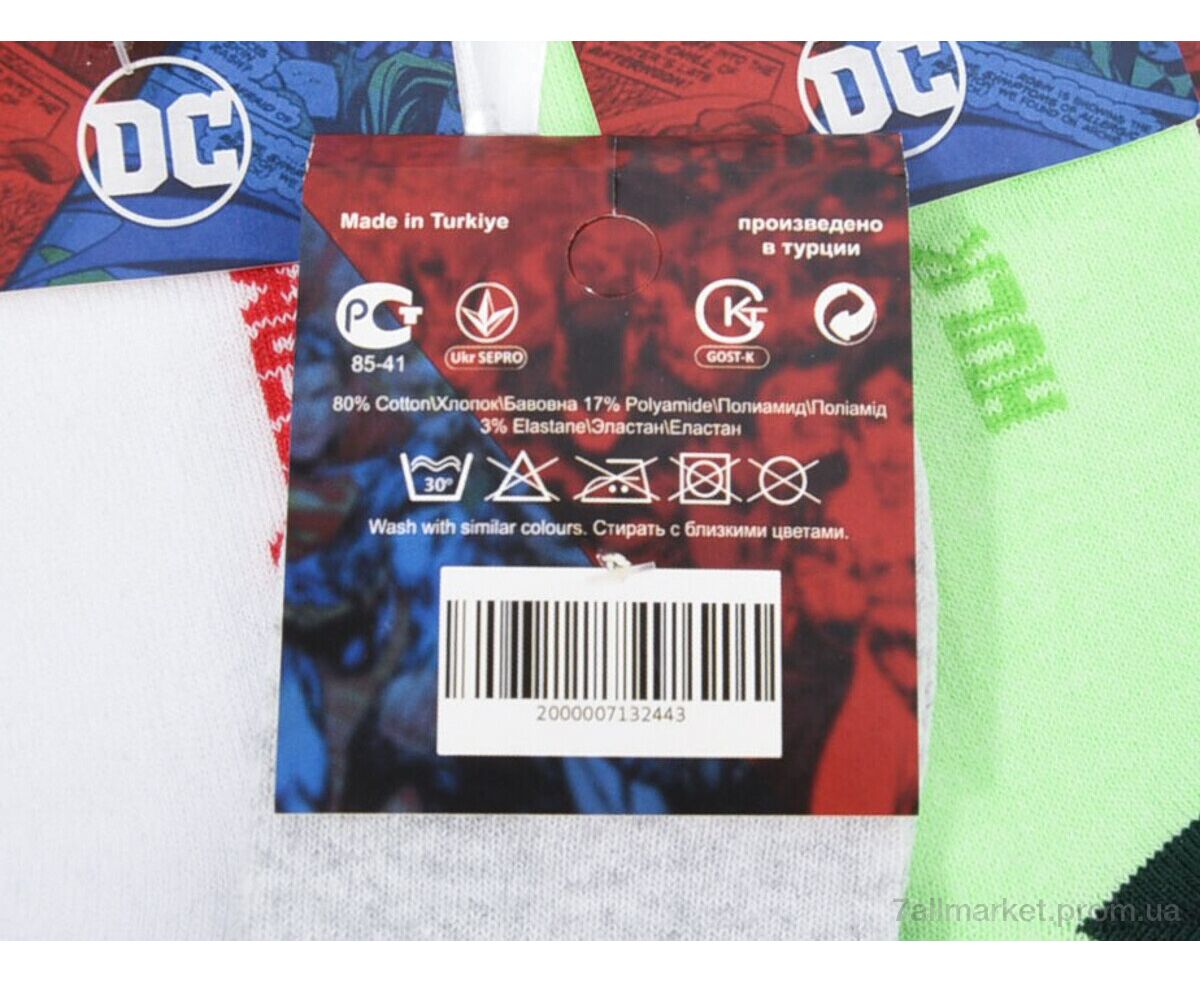 DC
DC
Made in Turkiye
произведено
в турции
РСТ
85-41
Ukr SEPRO
GOST-K
80% Cotton\Хлопок\Бавовна 17% Polyamide\Полиамид\Поліамід
3% Elastane\Эластан\Еластан
30°
Wash with similar colours. Стирать с близкими цветами.
2000007132443
7allmarket.prom.ua